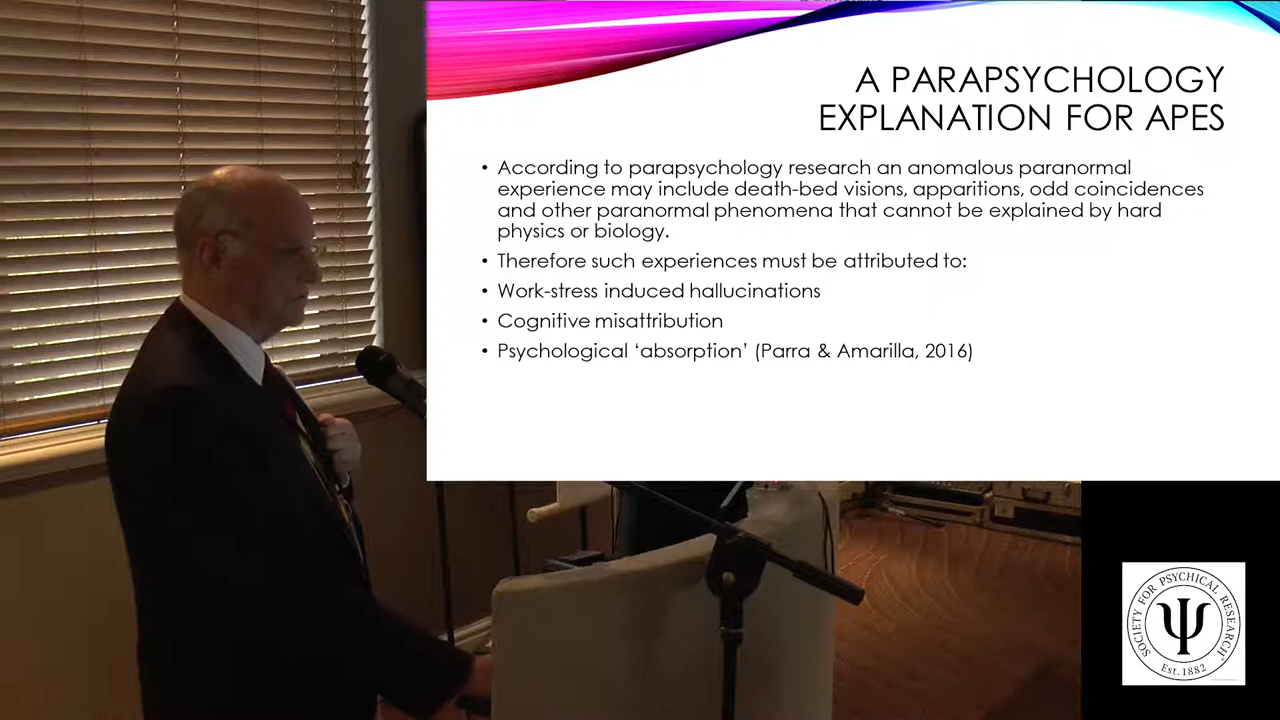 A PARAPSYCHOLOGY
EXPLANATION FOR APES
• According to parapsychology research an anomalous paranormal
experience may include death-bed visions, apparitions, odd coincidences
and other paranormal phenomena that cannot be explained by hard
physics or biology.
• Therefore such experiences must be attributed to:
• Work-stress induced hallucinations
• Cognitive misattribution
• Psychological ‘absorption’ (Parra & Amarilla, 2016)
SOCIETY FOR PSYCHICAL RESEARCH
Ψ
Est. 1882